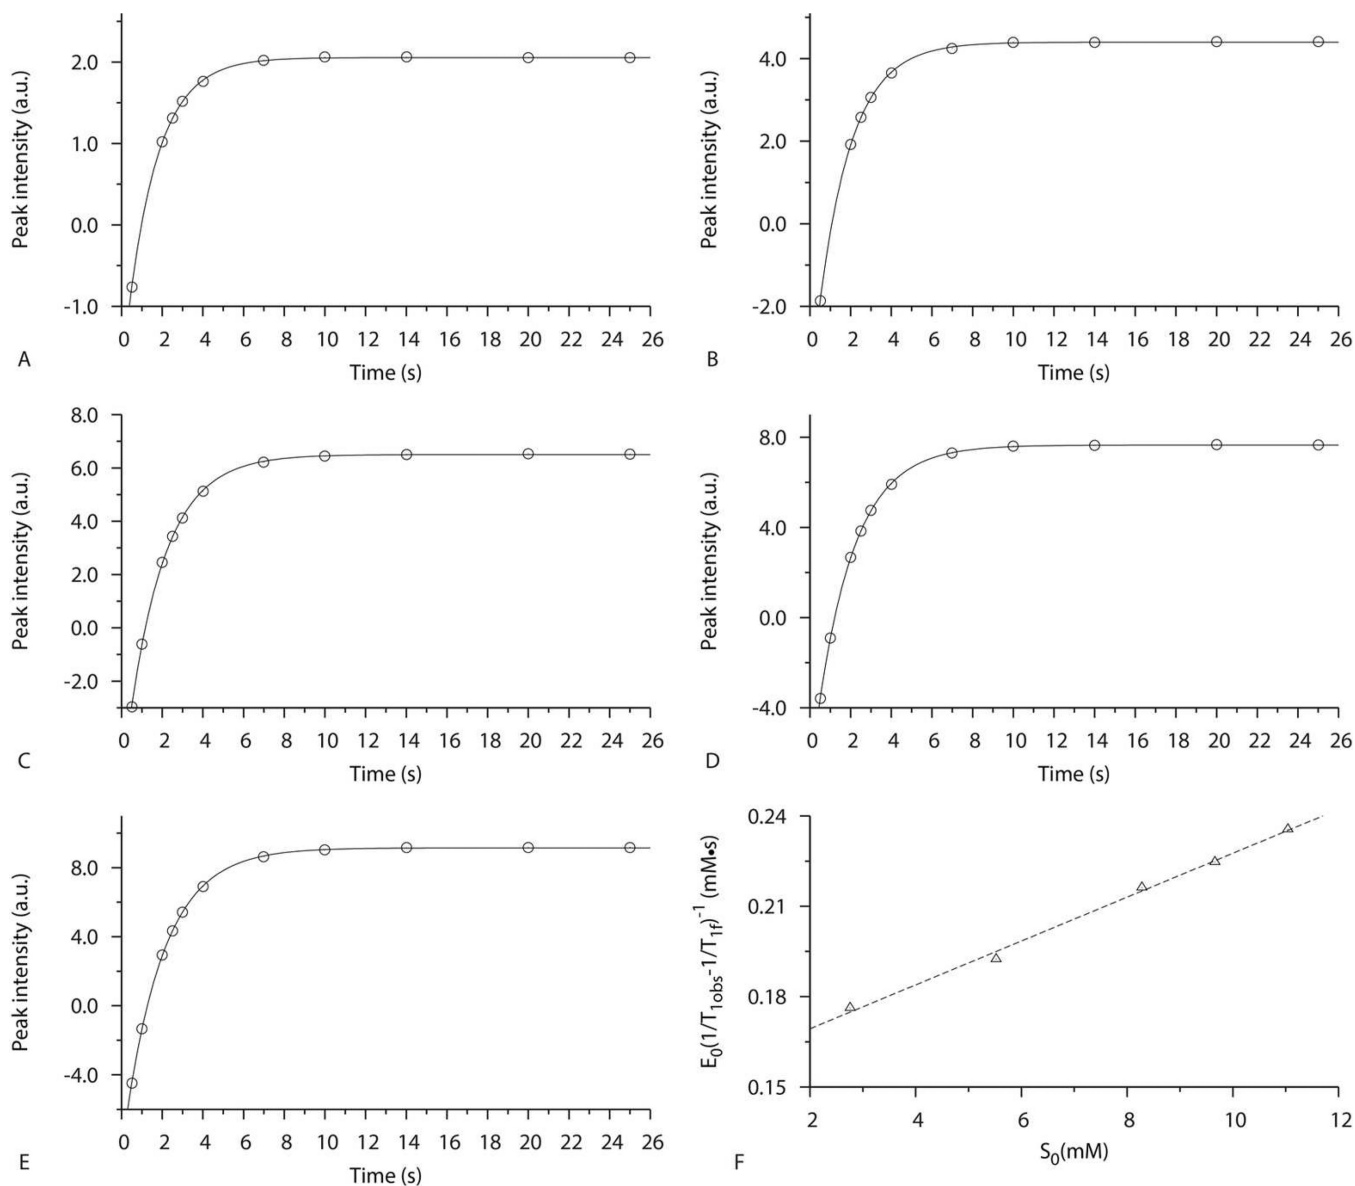 Peak intensity (a.u.)
2.0
1.0
0.0
-1.0
0 2 4 6 8 10 12 14 16 18 20 22 24 26
Time (s)
A
Peak intensity (a.u.)
4.0
2.0
0.0
-2.0
0 2 4 6 8 10 12 14 16 18 20 22 24 26
Time (s)
B
Peak intensity (a.u.)
8.0
6.0
4.0
2.0
0.0
-2.0
0 2 4 6 8 10 12 14 16 18 20 22 24 26
Time (s)
C
Peak intensity (a.u.)
8.0
4.0
0.0
-4.0
0 2 4 6 8 10 12 14 16 18 20 22 24 26
Time (s)
D
Peak intensity (a.u.)
8.0
4.0
0.0
-4.0
0 2 4 6 8 10 12 14 16 18 20 22 24 26
Time (s)
E
E0(1/T1obs-1/T1f)-1 (mM•s)
0.24
0.21
0.18
0.15
2 4 6 8 10 12
S0(mM)
F